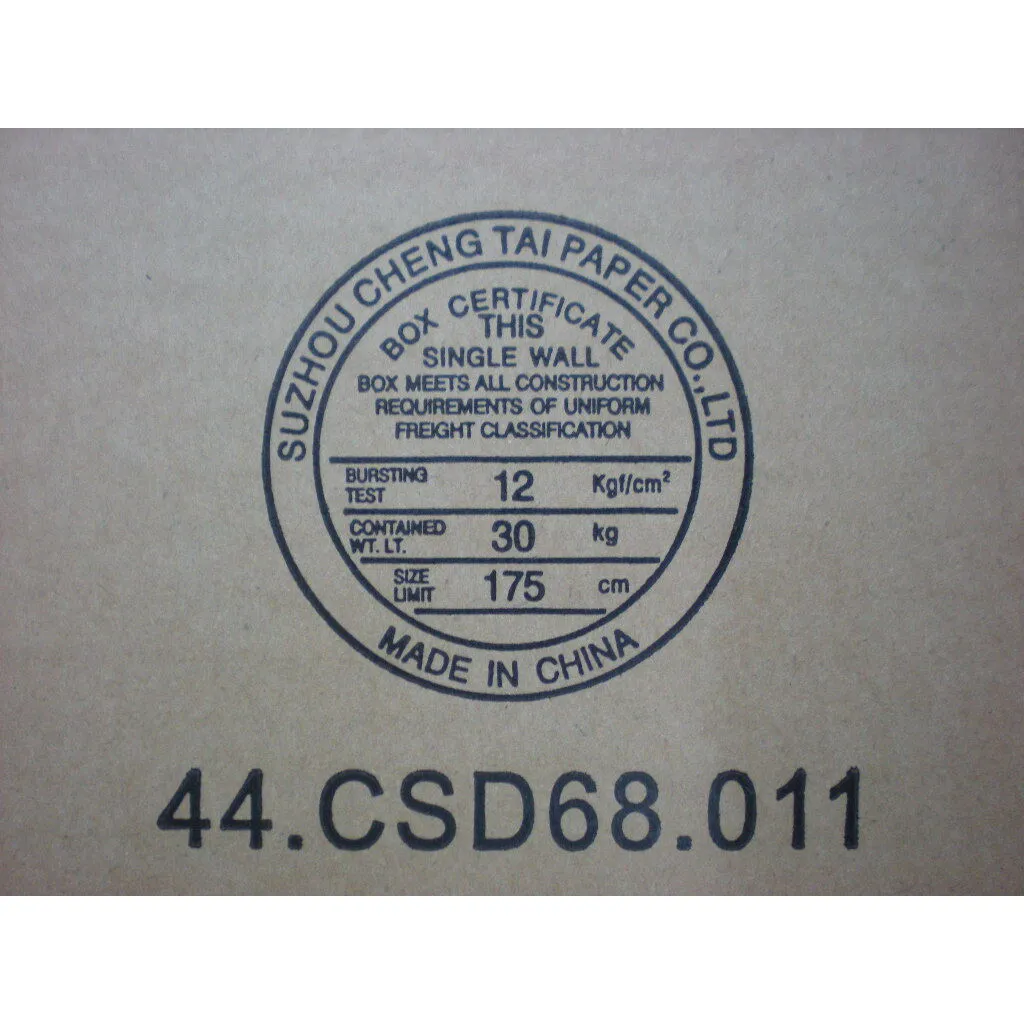 SUZHOU CHENG TAI PAPER CO.,LTD
BOX CERTIFICATE
THIS
SINGLE WALL
BOX MEETS ALL CONSTRUCTION
REQUIREMENTS OF UNIFORM
FREIGHT CLASSIFICATION
BURSTING TEST 12 Kgf/cm²
CONTAINED WT. LT. 30 kg
SIZE LIMIT 175 cm
MADE IN CHINA
44.CSD68.011